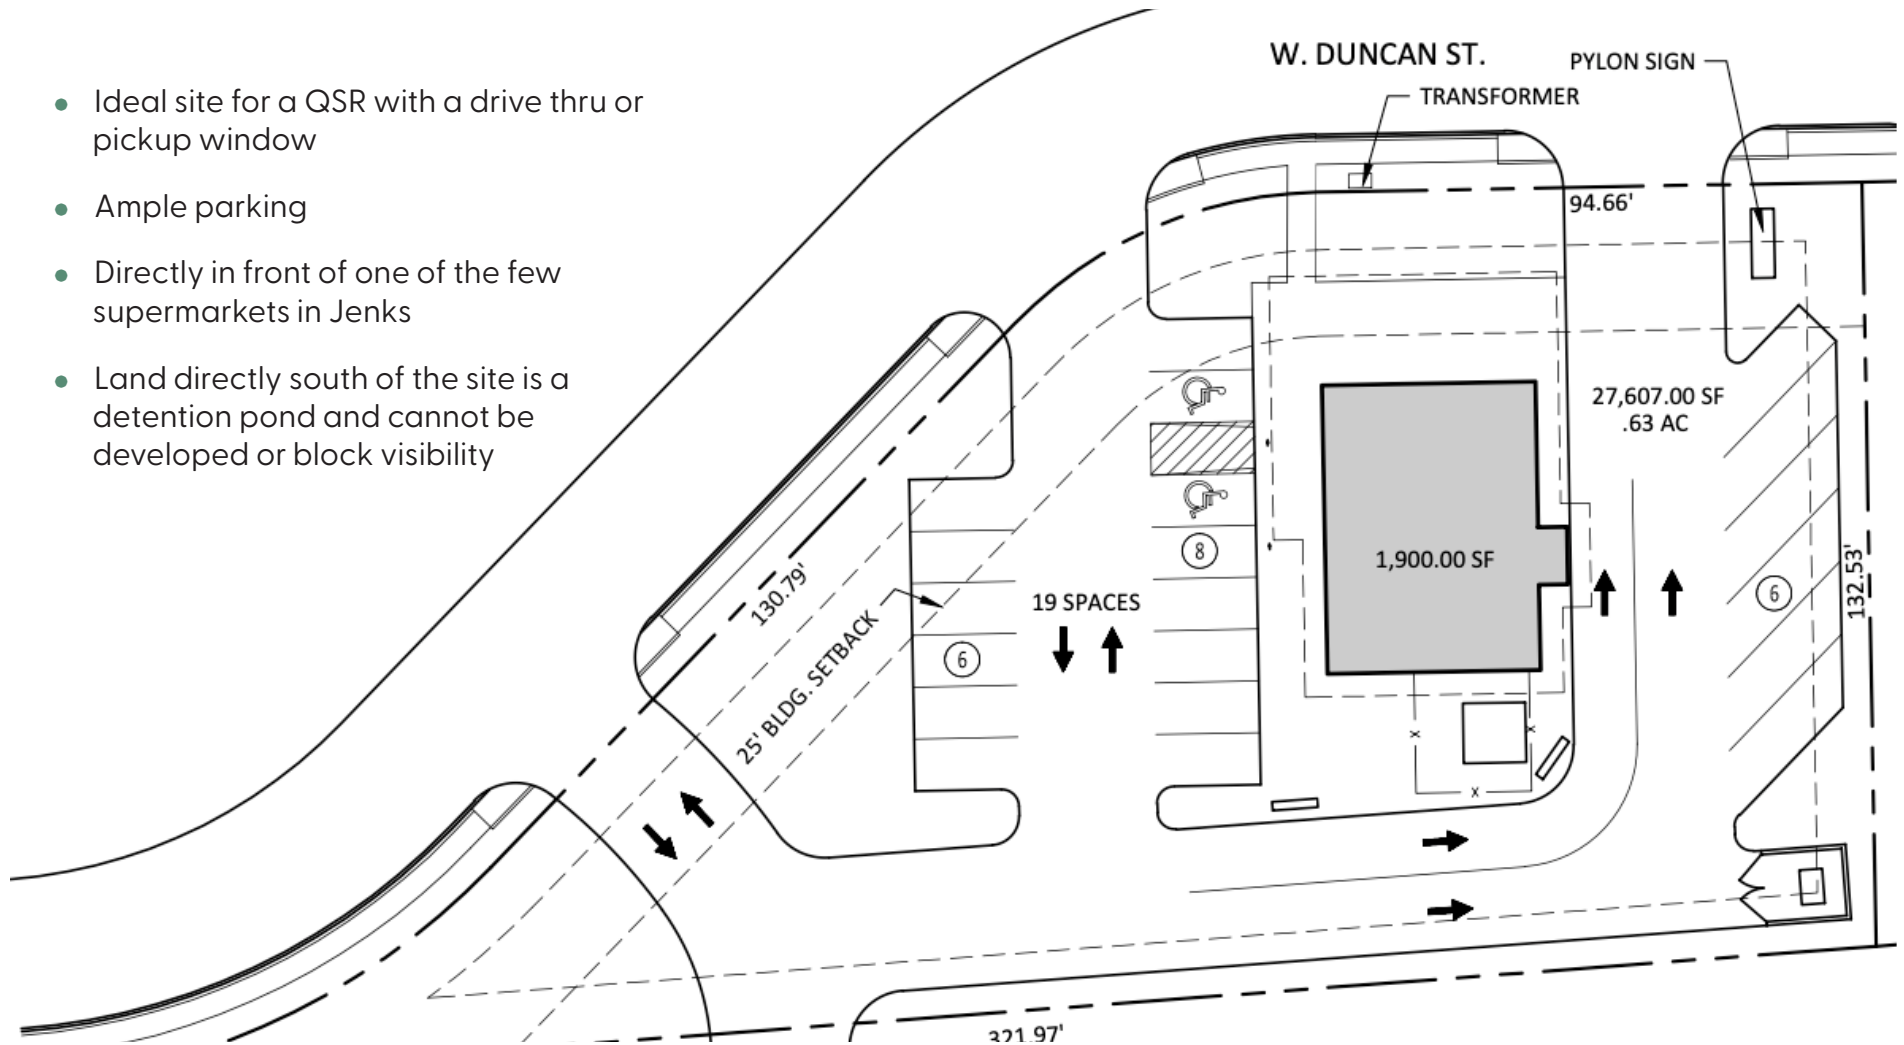 Ideal site for a QSR with a drive thru or
pickup window
Ample parking
Directly in front of one of the few
supermarkets in Jenks
Land directly south of the site is a
detention pond and cannot be
developed or block visibility
W. DUNCAN ST.
PYLON SIGN
TRANSFORMER
94.66'
27,607.00 SF
.63 AC
130.79'
25' BLDG. SETBACK
19 SPACES
8
6
1,900.00 SF
6
132.53'
x
x
x
321.97'